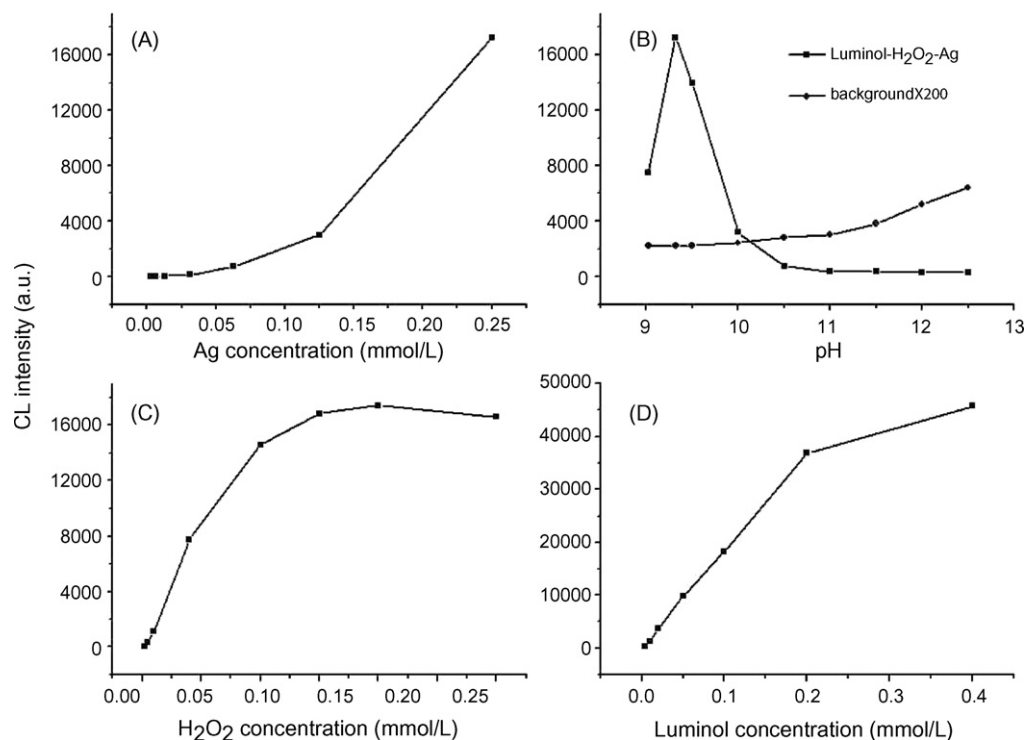 (A)
16000
12000
8000
4000
0
0.00 0.05 0.10 0.15 0.20 0.25
Ag concentration (mmol/L)
(B)
Luminol-H₂O₂-Ag
backgroundX200
16000
12000
8000
4000
0
9 10 11 12 13
pH
CL intensity (a.u.)
(C)
16000
12000
8000
4000
0
0.00 0.05 0.10 0.15 0.20 0.20 0.25
H₂O₂ concentration (mmol/L)
(D)
50000
40000
30000
20000
10000
0
0.0 0.1 0.2 0.3 0.4
Luminol concentration (mmol/L)